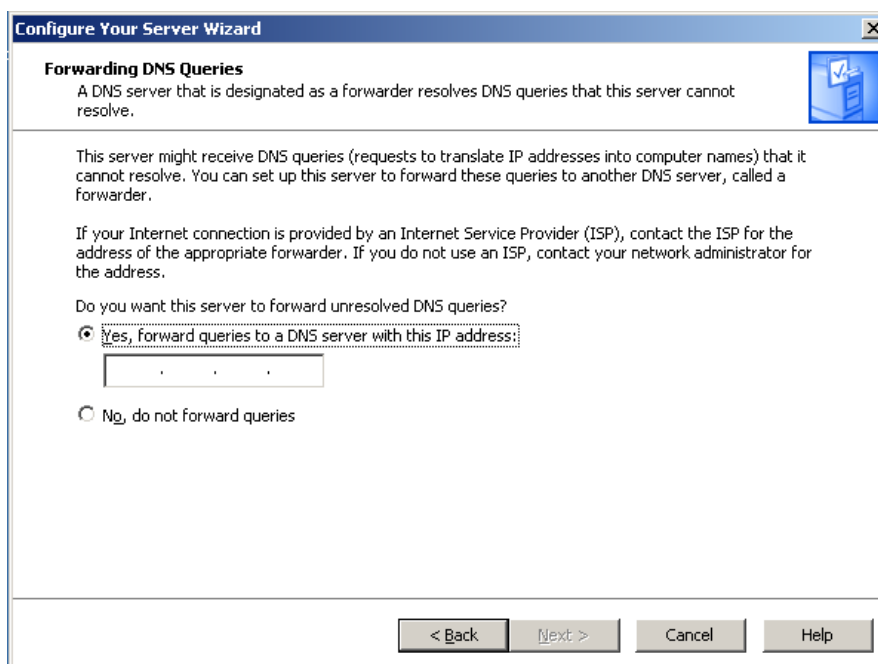 Configure Your Server Wizard
Forwarding DNS Queries
A DNS server that is designated as a forwarder resolves DNS queries that this server cannot
resolve.
This server might receive DNS queries (requests to translate IP addresses into computer names) that it
cannot resolve. You can set up this server to forward these queries to another DNS server, called a
forwarder.
If your Internet connection is provided by an Internet Service Provider (ISP), contact the ISP for the
address of the appropriate forwarder. If you do not use an ISP, contact your network administrator for
the address.
Do you want this server to forward unresolved DNS queries?
Yes, forward queries to a DNS server with this IP address:
. . .
No, do not forward queries
< Back Next > Cancel Help